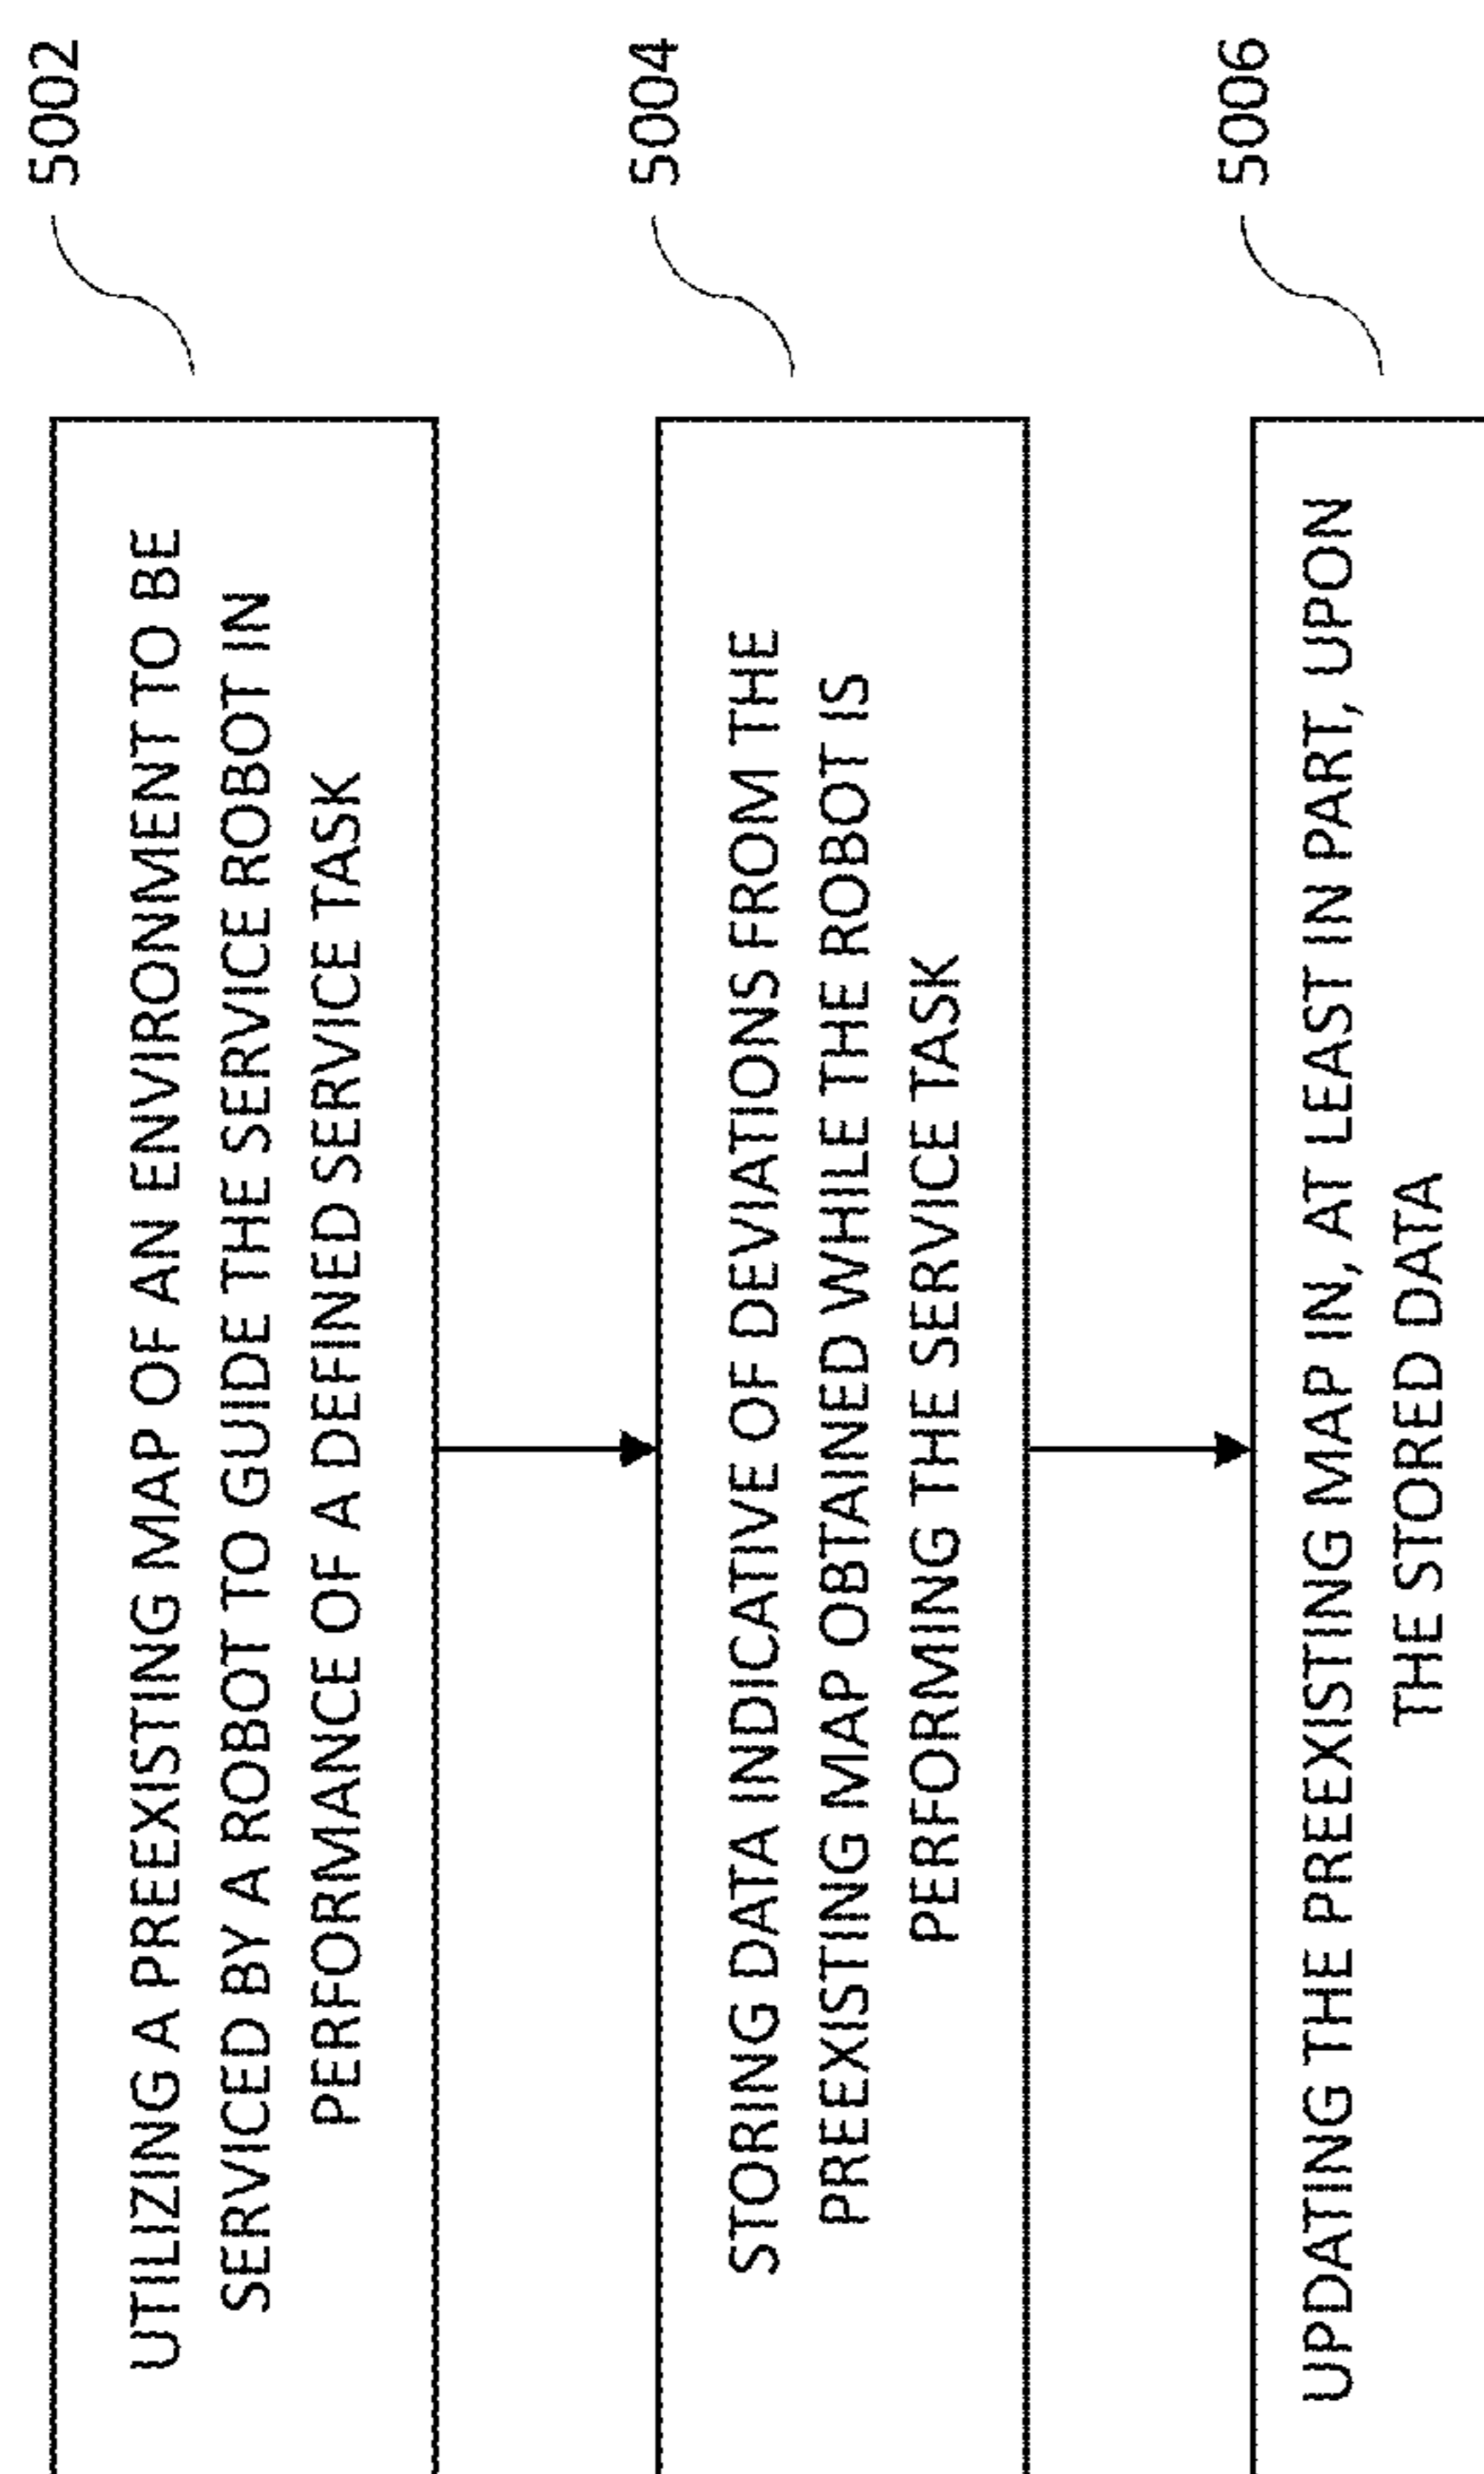 UTILIZING A PREEXISTING MAP OF AN ENVIRONMENT TO BE
SERVICED BY A ROBOT TO GUIDE THE SERVICE ROBOT IN
PERFORMANCE OF A DEFINED SERVICE TASK
5002
STORING DATA INDICATIVE OF DEVIATIONS FROM THE
PREEXISTING MAP OBTAINED WHILE THE ROBOT IS
PERFORMING THE SERVICE TASK
5004
UPDATING THE PREEXISTING MAP IN, AT LEAST IN PART, UPON
THE STORED DATA
5006